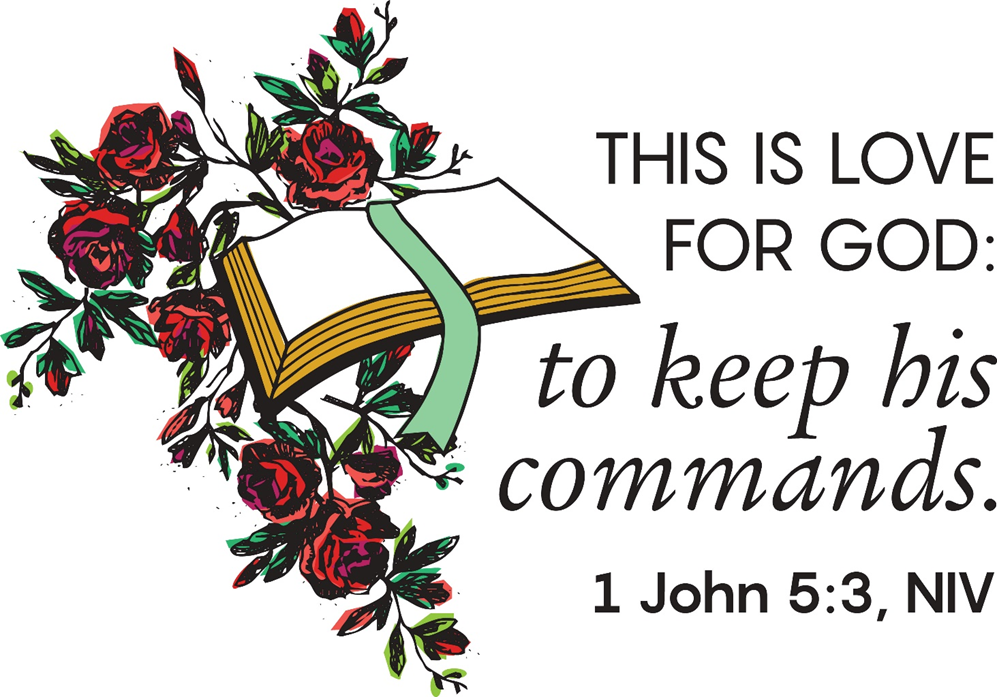 THIS IS LOVE
FOR GOD:
to keep his
commands.
1 John 5:3, NIV